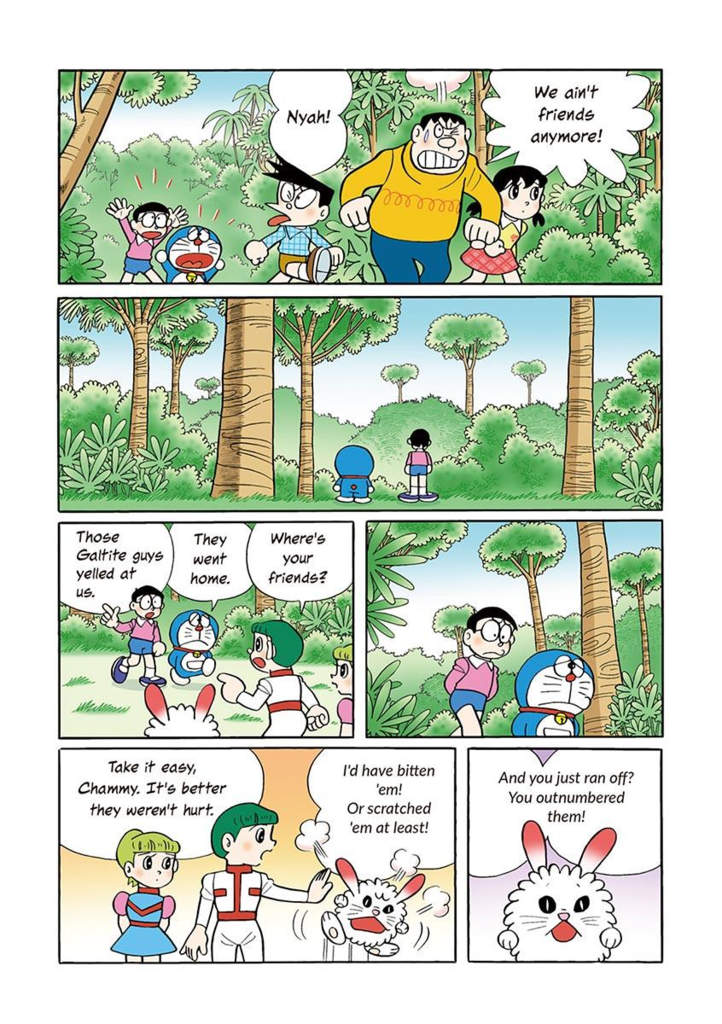 We ain't
friends
anymore!
Nyah!
Where's
your
friends?
They
went
home.
Those
Galtite guys
yelled at
us.
And you just ran off?
You outnumbered
them!
I'd have bitten
'em!
Or scratched
'em at least!
Take it easy,
Chammy. It's better
they weren't hurt.